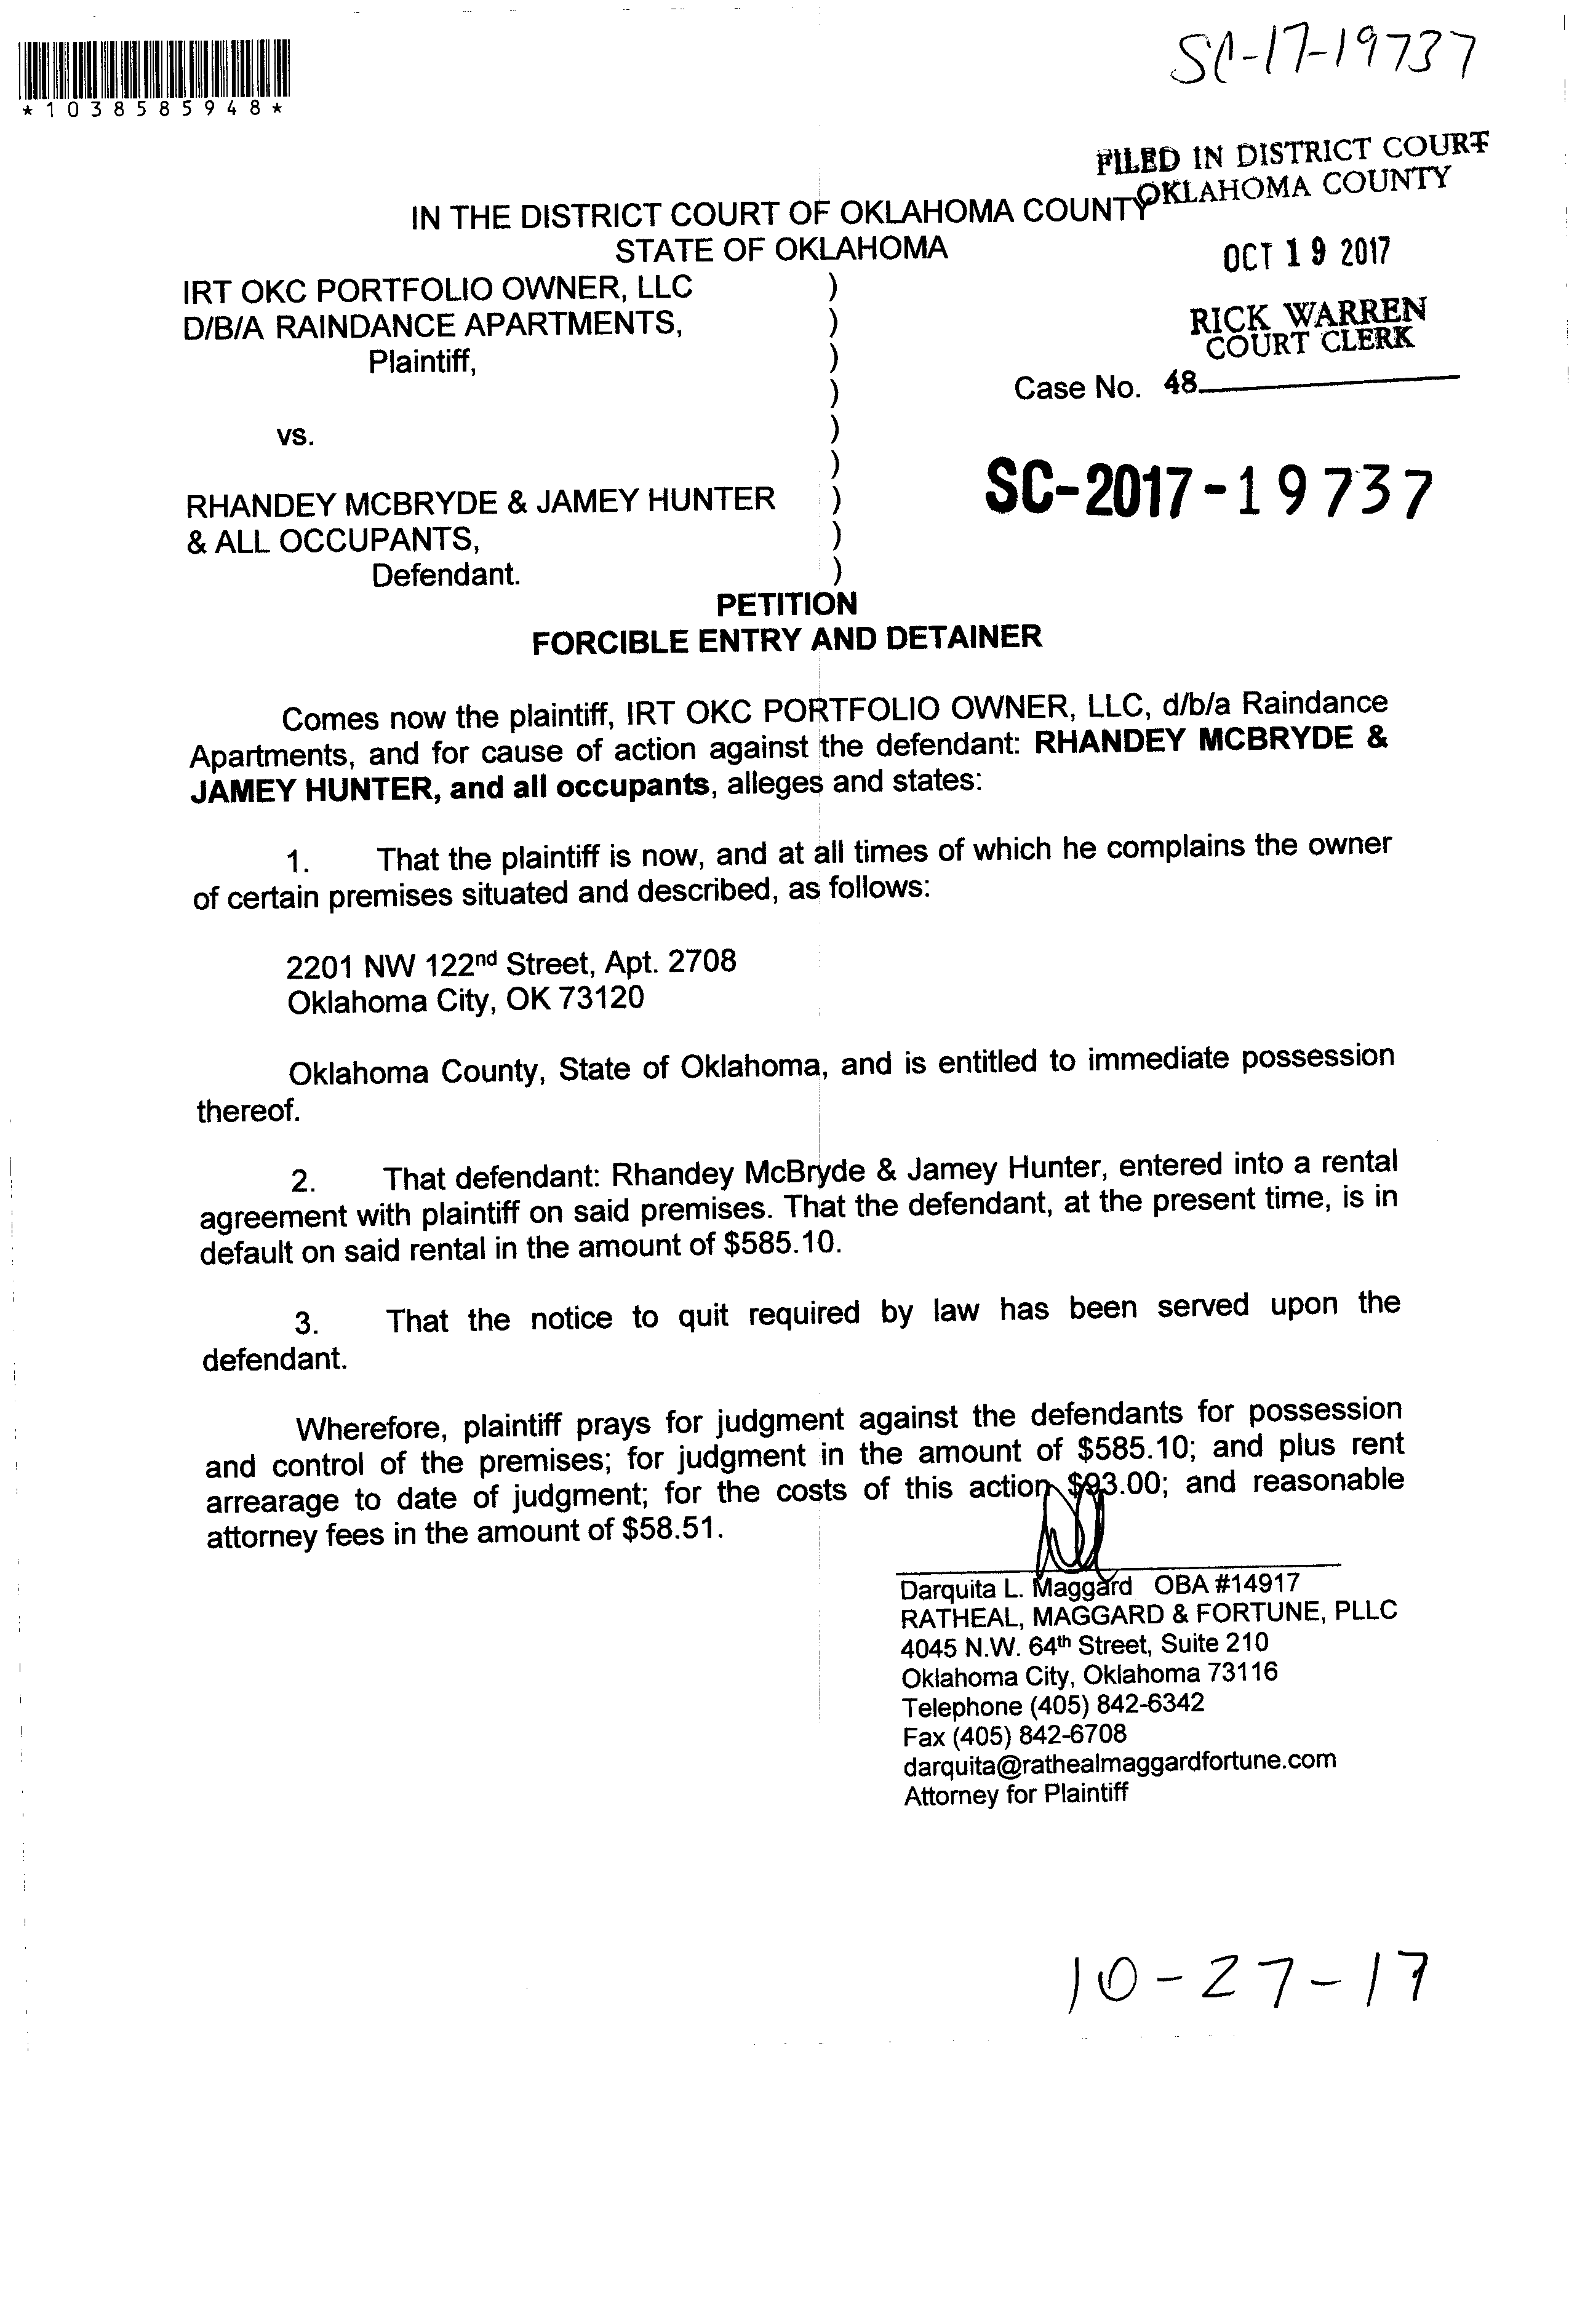 SC-17-19737
*1038585948*
FILED IN DISTRICT COURT
OKLAHOMA COUNTY
IN THE DISTRICT COURT OF OKLAHOMA COUNTY
STATE OF OKLAHOMA
OCT 19 2017
IRT OKC PORTFOLIO OWNER, LLC )
D/B/A RAINDANCE APARTMENTS, )
Plaintiff, )
RICK WARREN
COURT CLERK
)
Case No. 48
vs. )
)
SC-2017-19737
RHANDEY MCBRYDE & JAMEY HUNTER )
& ALL OCCUPANTS, )
Defendant. )
PETITION
FORCIBLE ENTRY AND DETAINER
Comes now the plaintiff, IRT OKC PORTFOLIO OWNER, LLC, d/b/a Raindance
Apartments, and for cause of action against the defendant: RHANDEY MCBRYDE &
JAMEY HUNTER, and all occupants, alleges and states:
1. That the plaintiff is now, and at all times of which he complains the owner
of certain premises situated and described, as follows:
2201 NW 122nd Street, Apt. 2708
Oklahoma City, OK 73120
Oklahoma County, State of Oklahoma, and is entitled to immediate possession
thereof.
2. That defendant: Rhandey McBryde & Jamey Hunter, entered into a rental
agreement with plaintiff on said premises. That the defendant, at the present time, is in
default on said rental in the amount of $585.10.
3. That the notice to quit required by law has been served upon the
defendant.
Wherefore, plaintiff prays for judgment against the defendants for possession
and control of the premises; for judgment in the amount of $585.10; and plus rent
arrearage to date of judgment; for the costs of this action $93.00; and reasonable
attorney fees in the amount of $58.51.
Darquita L. Maggard OBA #14917
RATHEAL, MAGGARD & FORTUNE, PLLC
4045 N.W. 64th Street, Suite 210
Oklahoma City, Oklahoma 73116
Telephone (405) 842-6342
Fax (405) 842-6708
darquita@rathealmaggardfortune.com
Attorney for Plaintiff
10-27-17